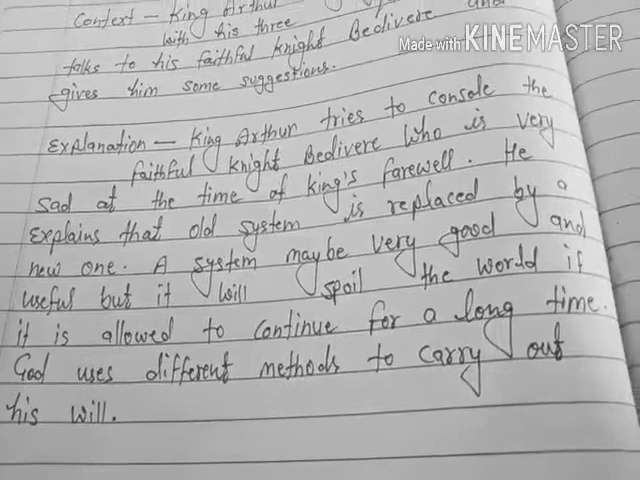 Context - King Arthur
with his three
talks to his faithful Knight Bedivere and
gives him some suggestions.
Made with KINEMASTER
Explanation - King Arthur tries to console the
faithful Knight Bedivere who is very
sad at the time of King's farewell. He
explains that old system is replaced by a
new one. A system maybe very good and
useful but it will spoil the world if
it is allowed to continue for a long time.
God uses different methods to carry out
his will.